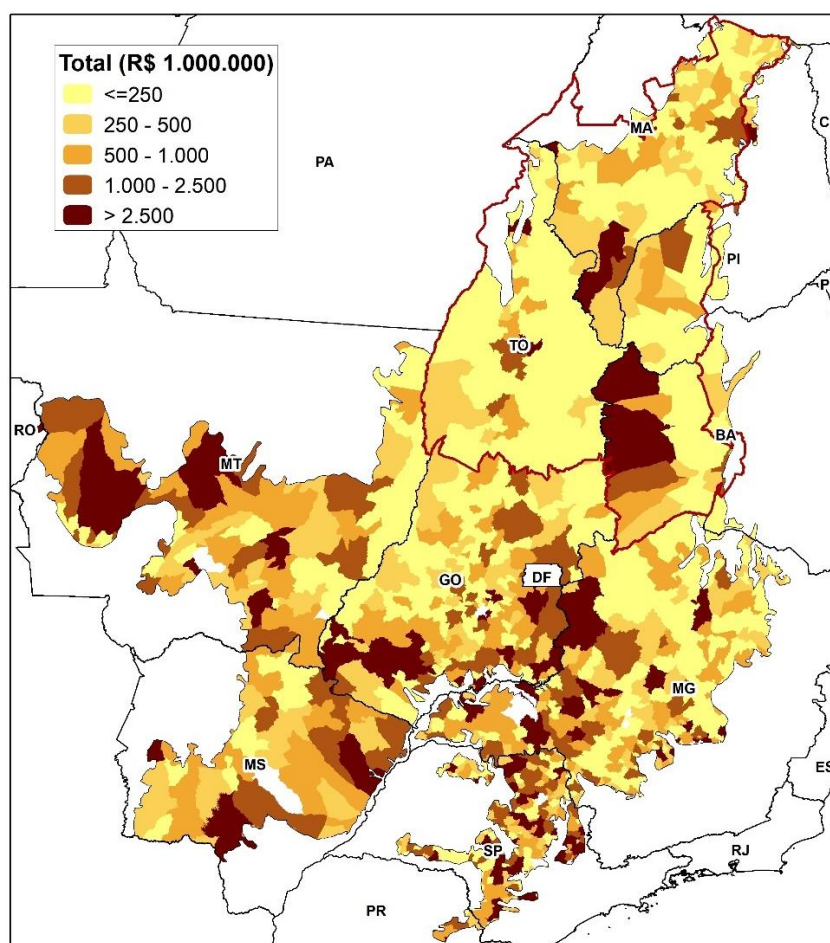 Total (R$ 1.000.000)
<=250
250 - 500
500 - 1.000
1.000 - 2.500
> 2.500
MA
C
PA
PI
P
TO
BA
RO
MT
GO
DF
MG
MS
ES
SP
RJ
PR